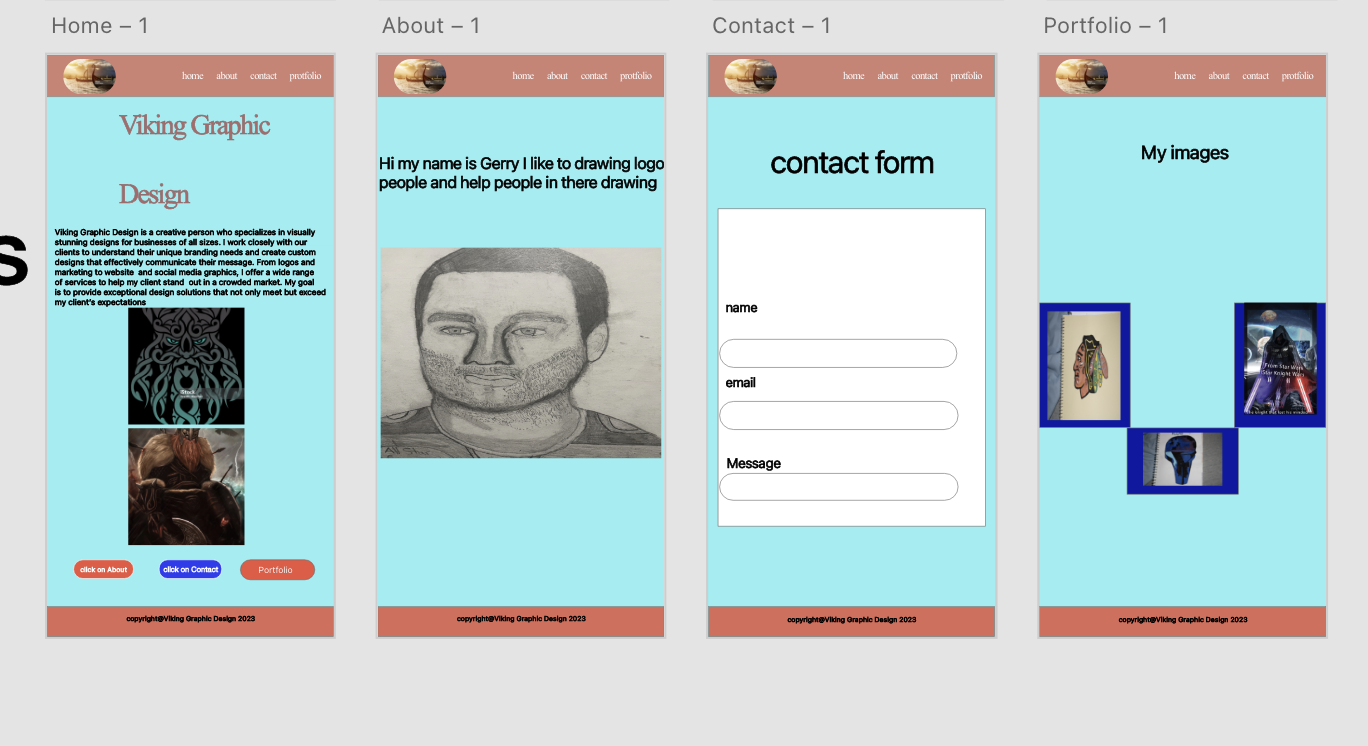 Home – 1
About – 1
Contact – 1
Portfolio – 1
home about contact protfolio
Viking Graphic
Design
Viking Graphic Design is a creative person who specializes in visually
stunning designs for businesses of all sizes. I work closely with our
clients to understand their unique branding needs and create custom
designs that effectively communicate their message. From logos and
marketing to website and social media graphics, I offer a wide range
of services to help my client stand out in a crowded market. My goal
is to provide exceptional design solutions that not only meet but exceed
my client's expectations
iStock
click on About
click on Contact
Portfolio
copyright@Viking Graphic Design 2023
home about contact protfolio
Hi my name is Gerry I like to drawing logo
people and help people in there drawing
copyright@Viking Graphic Design 2023
home about contact protfolio
contact form
name
email
Message
copyright@Viking Graphic Design 2023
home about contact protfolio
My images
From Star Wars
Star Knight Wars
copyright@Viking Graphic Design 2023
s